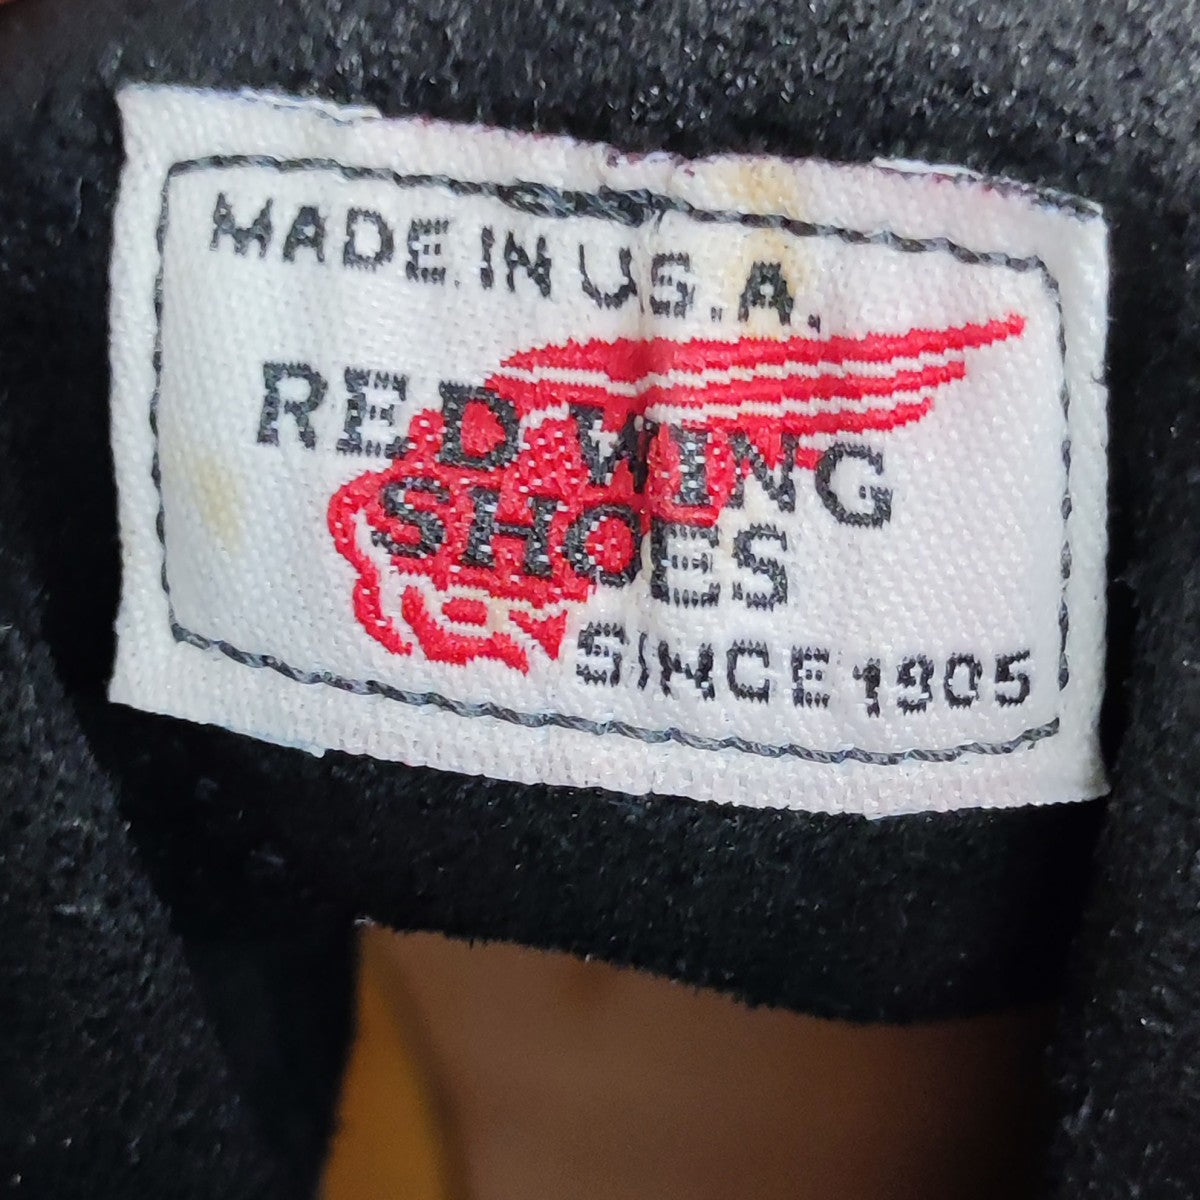 MADE IN U.S.A.
RED WING
SHOES
SINCE 1905